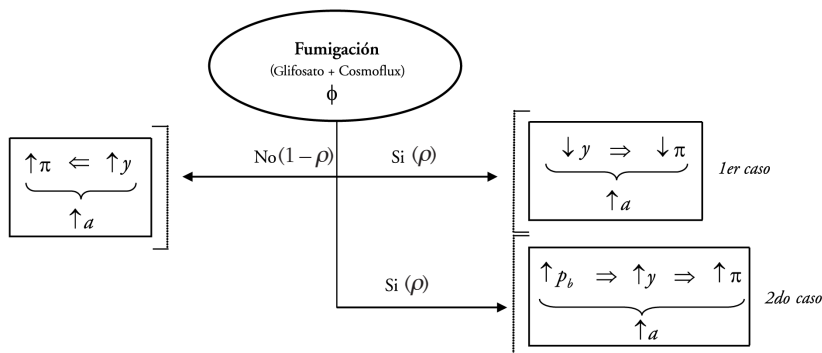 Fumigación
(Glifosato + Cosmoflux)
ϕ
No (1 − ρ)
Si (ρ)
↑π ⇐ ↑y
↑a
↓y ⇒ ↓π
↑a
1er caso
Si (ρ)
↑p_b ⇒ ↑y ⇒ ↑π
↑a
2do caso